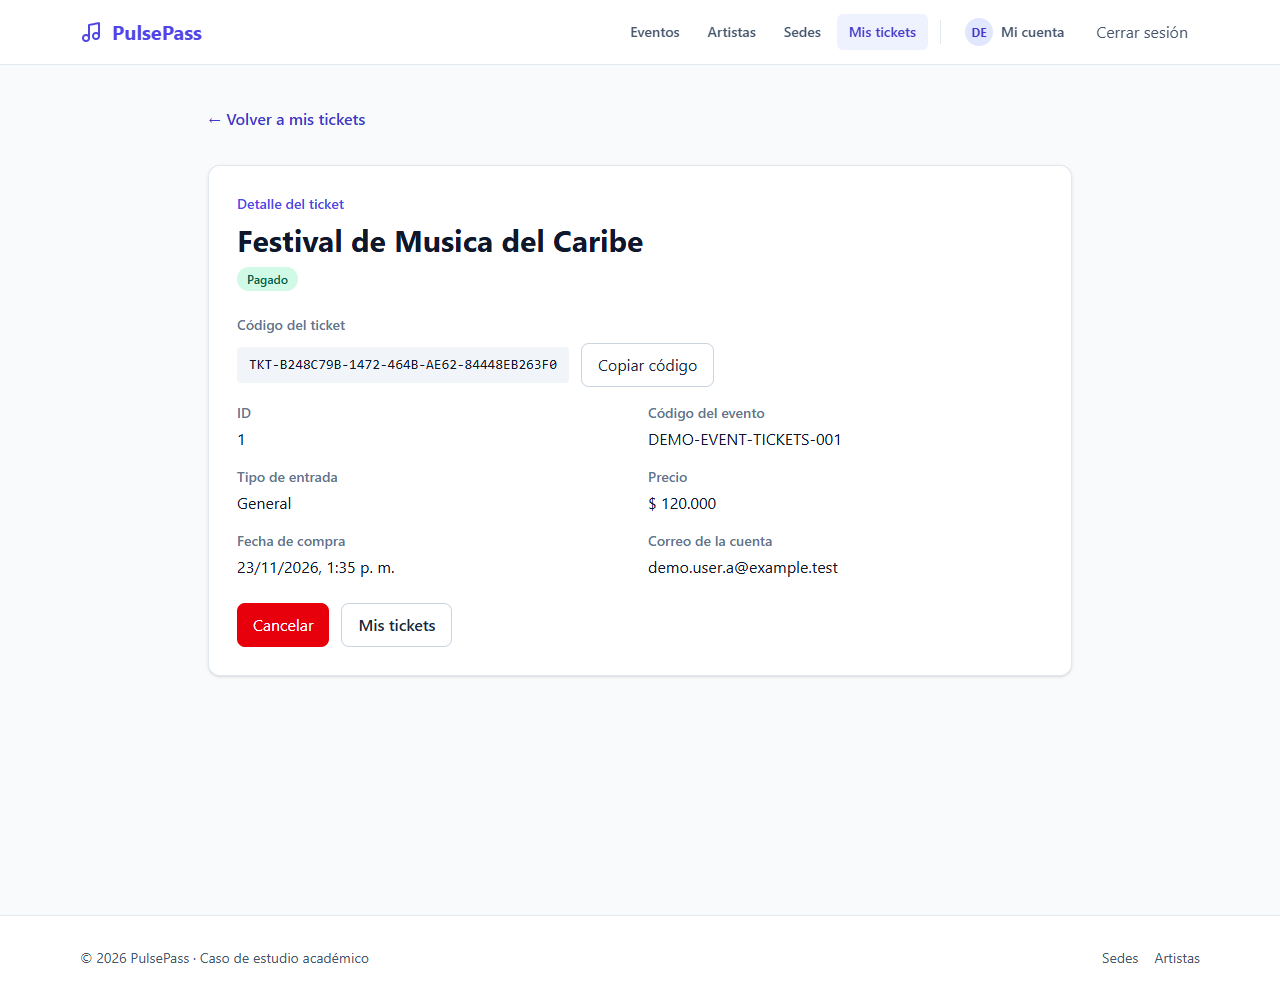 PulsePass
Eventos
Artistas
Sedes
Mis tickets
DE
Mi cuenta
Cerrar sesión
← Volver a mis tickets
Detalle del ticket
Festival de Musica del Caribe
Pagado
Código del ticket
TKT-B248C79B-1472-464B-AE62-84448EB263F0
Copiar código
ID
1
Código del evento
DEMO-EVENT-TICKETS-001
Tipo de entrada
General
Precio
$ 120.000
Fecha de compra
23/11/2026, 1:35 p. m.
Correo de la cuenta
demo.user.a@example.test
Cancelar
Mis tickets
© 2026 PulsePass · Caso de estudio académico
Sedes
Artistas